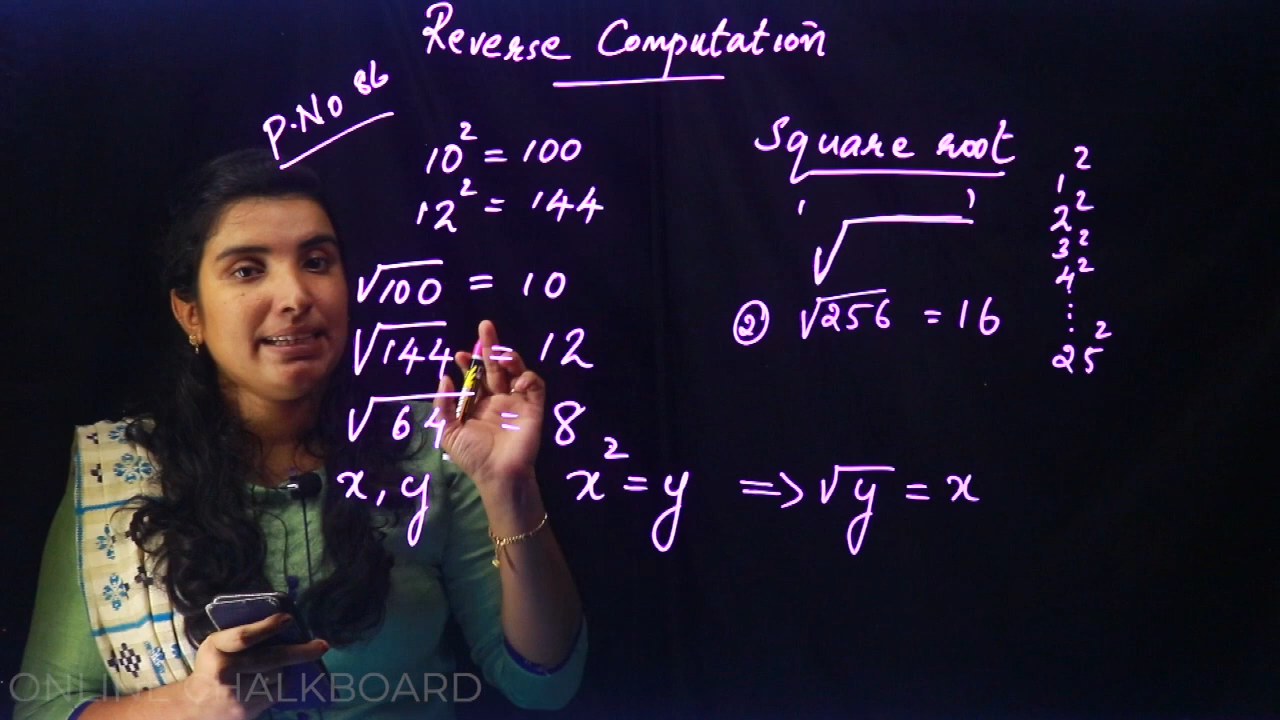 Reverse Computation
P.No 86
10² = 100
12² = 144
√100 = 10
√144 = 12
√64 = 8
x, y x² = y => √y = x
Square root
' √ '
② √256 = 16
1²
2²
3²
4²
⋮
25²
ONLINE CHALKBOARD